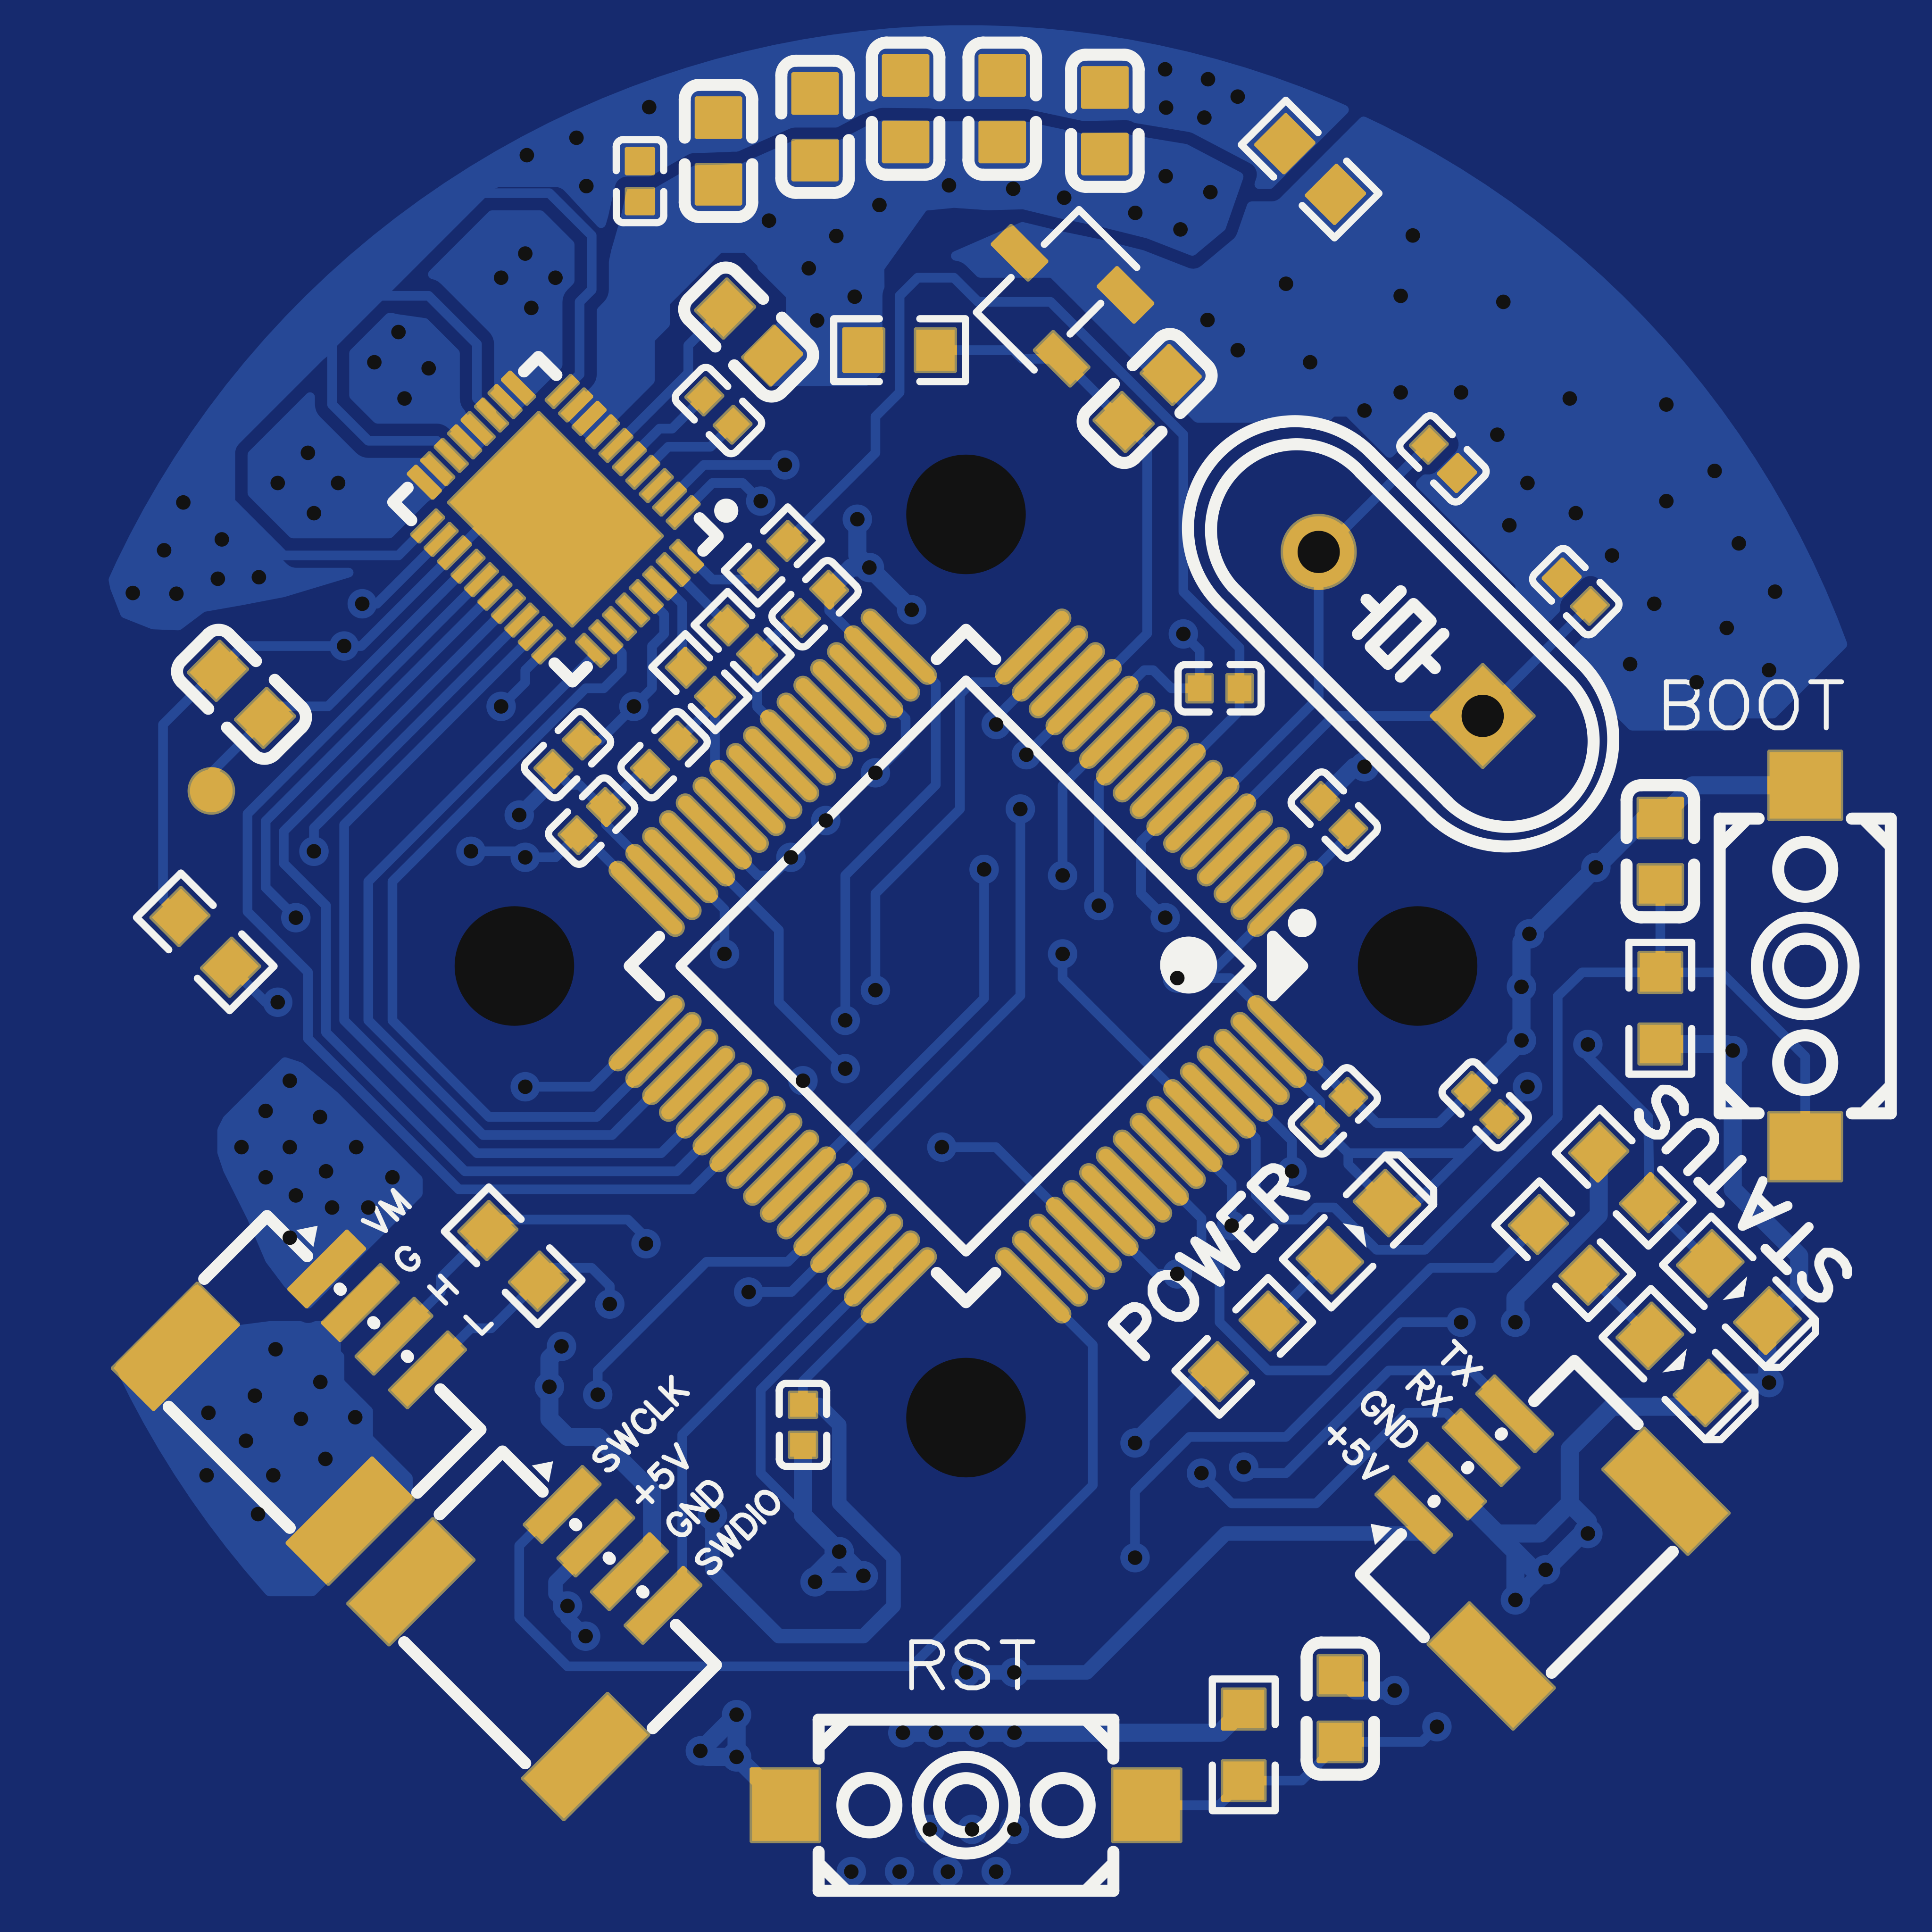 BOOT
STATUS
POWER
VM
G
H
L
SWCLK
+5V
GND
SWDIO
TX
RX
GND
+5V
RST